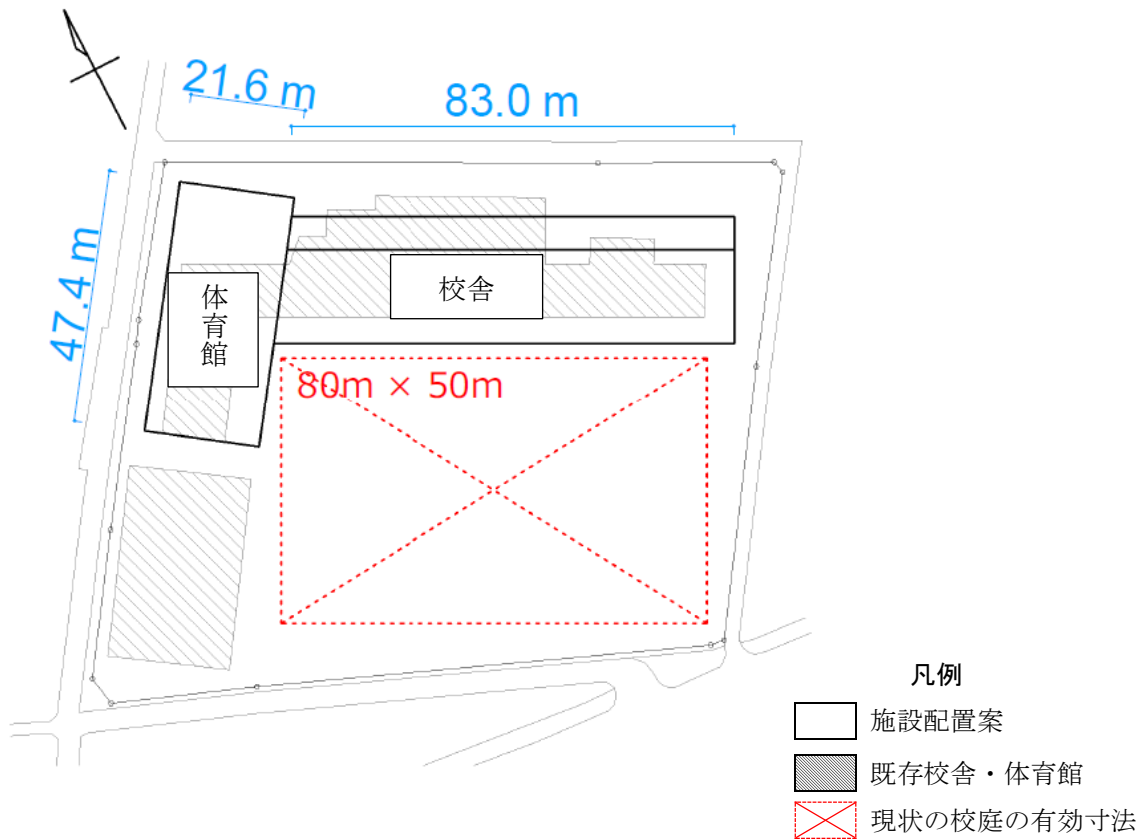 21.6 m
83.0 m
47.4 m
体育館
校舎
80m × 50m
凡例
施設配置案
既存校舎・体育館
現状の校庭の有効寸法